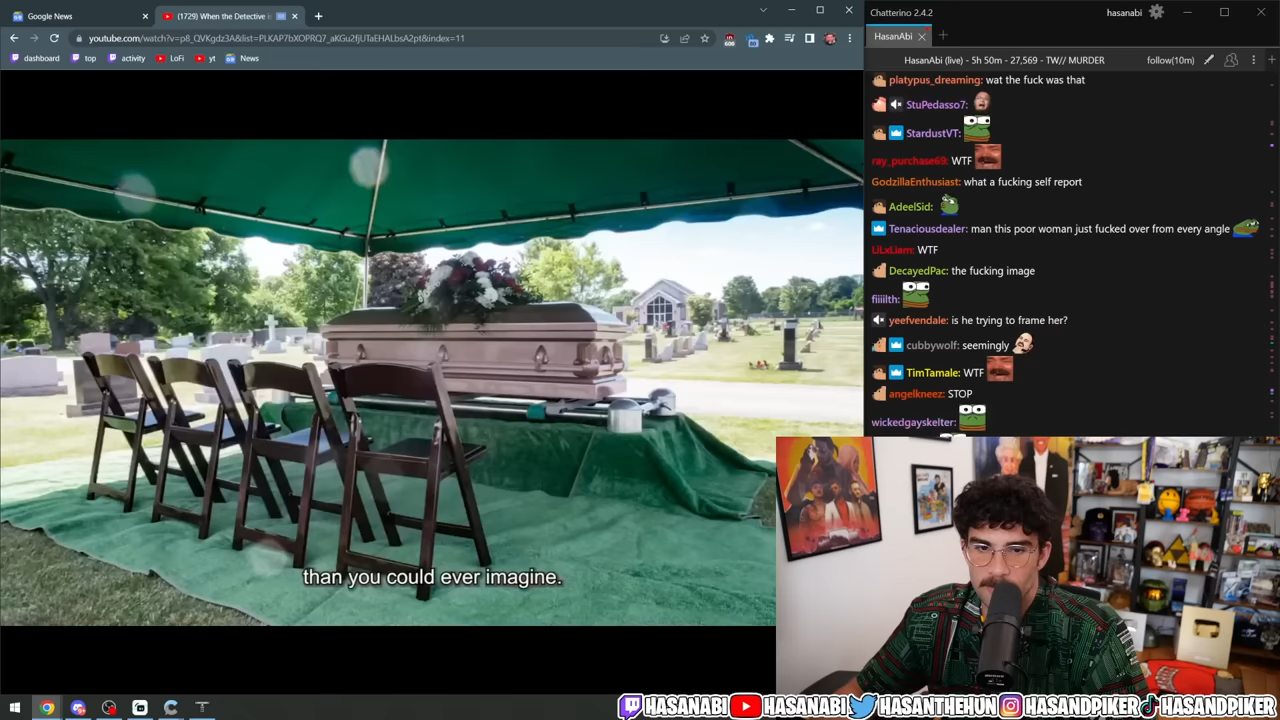 Google News
(1729) When the Detective is
youtube.com/watch?v=p8_QVKgdz3A&list=PLKAP7bXOPRQ7_aKGu2fjUTaEHALbsA2pt&index=11
dashboard
top
activity
LoFi
yt
News
than you could ever imagine.
Chatterino 2.4.2
hasanabi
HasanAbi
HasanAbi (live) - 5h 50m - 27,569 - TW// MURDER
follow(10m)
platypus_dreaming: wat the fuck was that
StuPedasso7:
StardustVT:
ray_purchase69: WTF
GodzillaEnthusiast: what a fucking self report
AdeelSid:
Tenaciousdealer: man this poor woman just fucked over from every angle
LiLxLiam: WTF
DecayedPac: the fucking image
fiiiilth:
yeefvendale: is he trying to frame her?
cubbywolf: seemingly
TimTamale: WTF
angelkneez: STOP
wickedgayskelter:
HASANABI HASANABI HASANTHEHUN HASANDPIKER HASANDPIKER